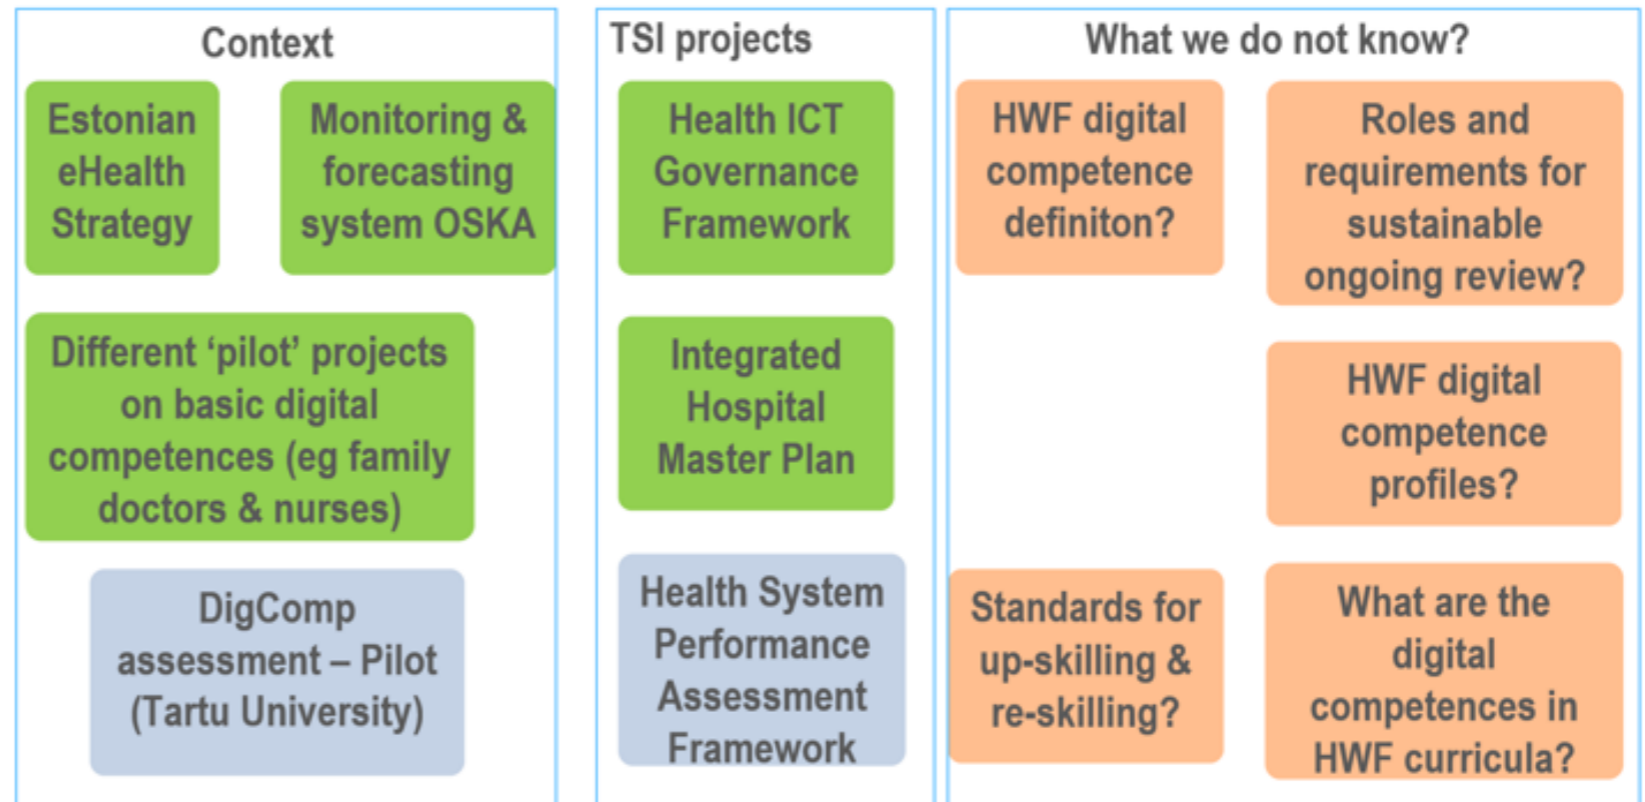 Context
Estonian
eHealth
Strategy
Monitoring &
forecasting
system OSKA
Different ‘pilot’ projects
on basic digital
competences (eg family
doctors & nurses)
DigComp
assessment – Pilot
(Tartu University)
TSI projects
Health ICT
Governance
Framework
Integrated
Hospital
Master Plan
Health System
Performance
Assessment
Framework
What we do not know?
HWF digital
competence
definiton?
Roles and
requirements for
sustainable
ongoing review?
HWF digital
competence
profiles?
Standards for
up-skilling &
re-skilling?
What are the
digital
competences in
HWF curricula?